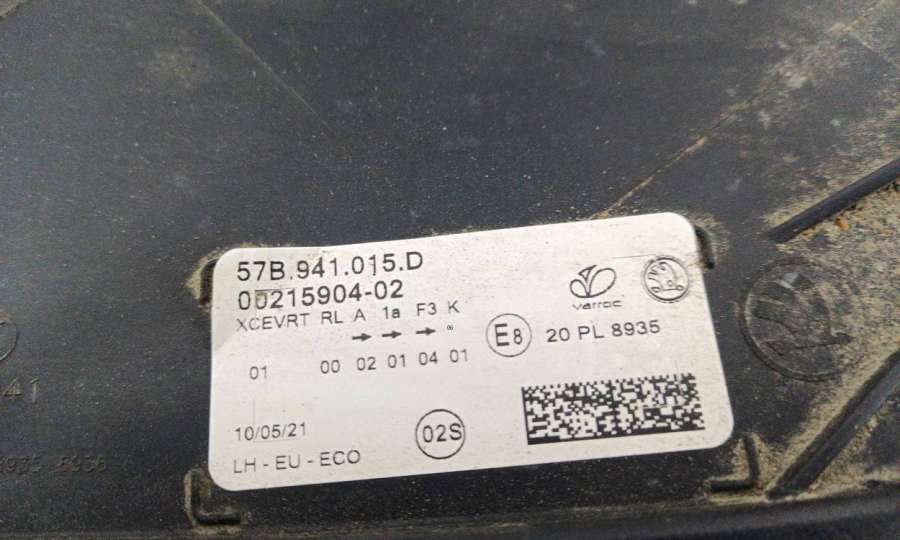 57B.941.015.D
00215904-02
XCEVRT RL A 1a F3 K
01 00 02 01 04 01
varroc
E8
20 PL 8935
10/05/21
02S
LH - EU - ECO
41